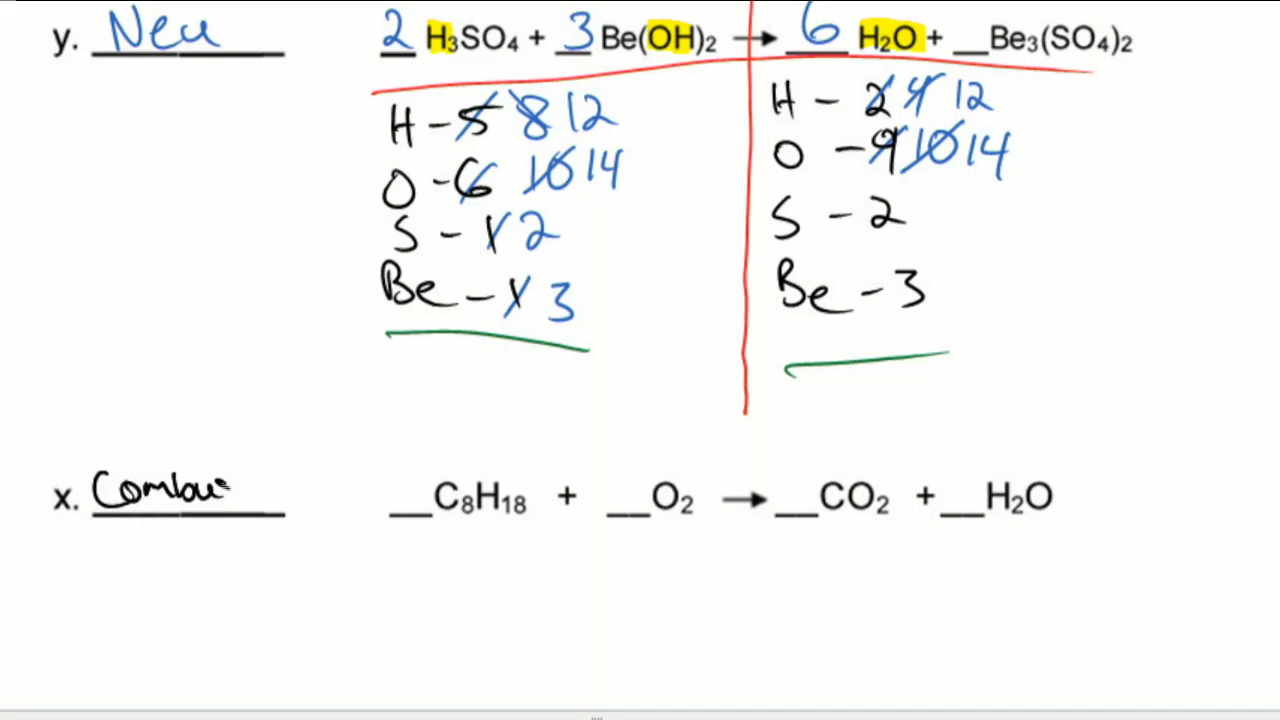 y. Neu 2 H₃SO₄ + 3 Be(OH)₂ → 6 H₂O + __Be₃(SO₄)₂
H - 5 8 12 H - 2 4 12
O - 6 10 14 O - 9 10 14
S - 1 2 S - 2
Be - 1 3 Be - 3
x. Combus __C₈H₁₈ + __O₂ → __CO₂ + __H₂O